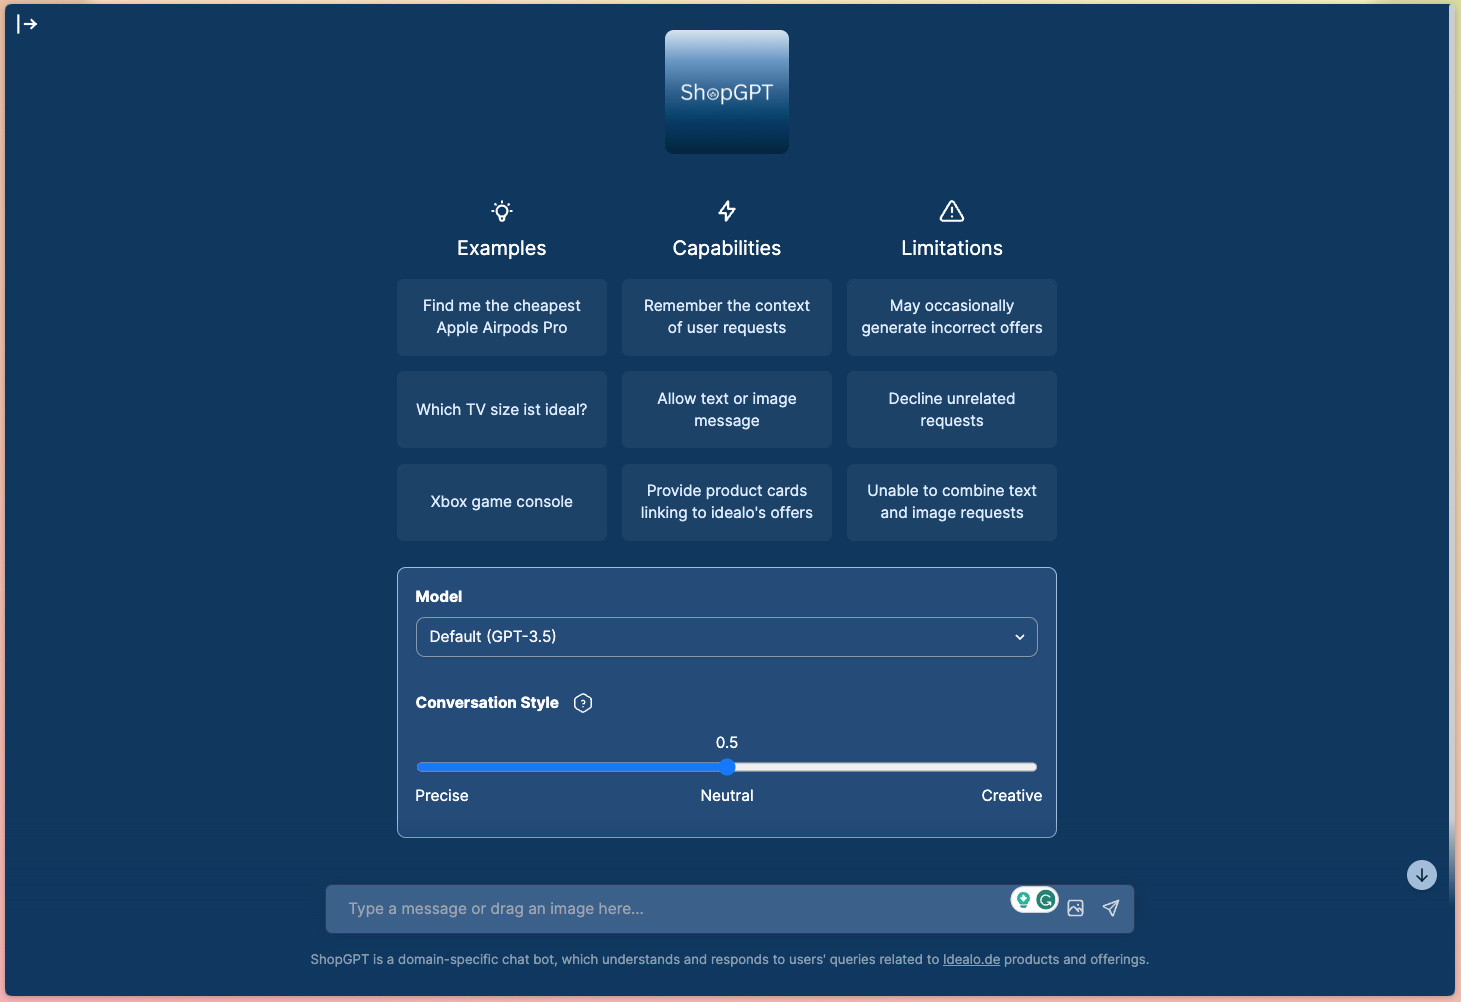 ShopGPT
Examples
Capabilities
Limitations
Find me the cheapest
Apple Airpods Pro
Remember the context
of user requests
May occasionally
generate incorrect offers
Which TV size ist ideal?
Allow text or image
message
Decline unrelated
requests
Xbox game console
Provide product cards
linking to idealo's offers
Unable to combine text
and image requests
Model
Default (GPT-3.5)
Conversation Style
0.5
Precise
Neutral
Creative
Type a message or drag an image here...
ShopGPT is a domain-specific chat bot, which understands and responds to users' queries related to Idealo.de products and offerings.